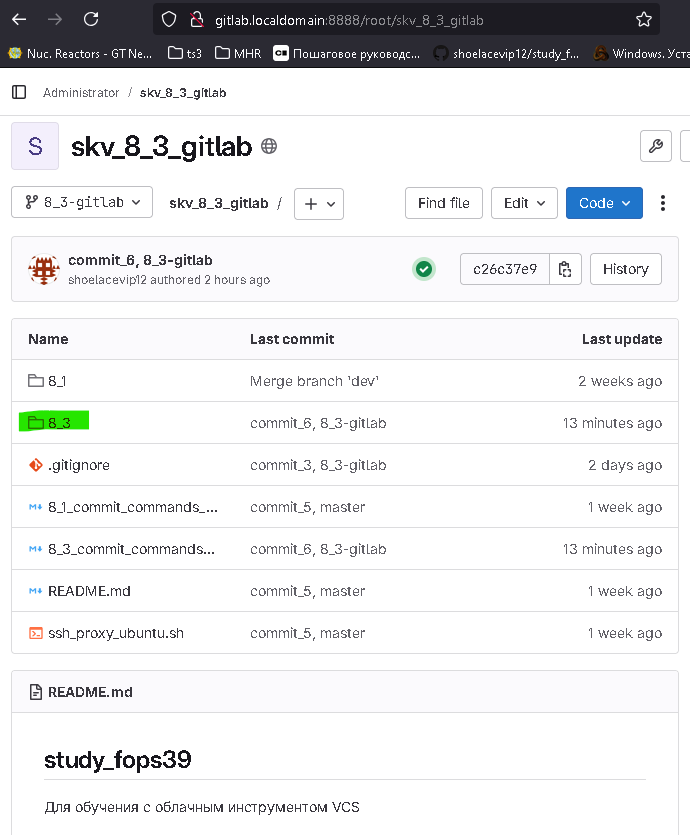 gitlab.localdomain:8888/root/skv_8_3_gitlab
Nuc. Reactors - GT Ne... ts3 MHR Пошаговое руководс... shoelacevip12/study_f... Windows. Уста
Administrator / skv_8_3_gitlab
S skv_8_3_gitlab
8_3-gitlab skv_8_3_gitlab / + Find file Edit Code
commit_6, 8_3-gitlab
shoelacevip12 authored 2 hours ago
c26c37e9 History
Name Last commit Last update
8_1 Merge branch 'dev' 2 weeks ago
8_3 commit_6, 8_3-gitlab 13 minutes ago
.gitignore commit_3, 8_3-gitlab 2 days ago
8_1_commit_commands_... commit_5, master 1 week ago
8_3_commit_commands... commit_6, 8_3-gitlab 13 minutes ago
README.md commit_5, master 1 week ago
ssh_proxy_ubuntu.sh commit_5, master 1 week ago
README.md
study_fops39
Для обучения с облачным инструментом VCS